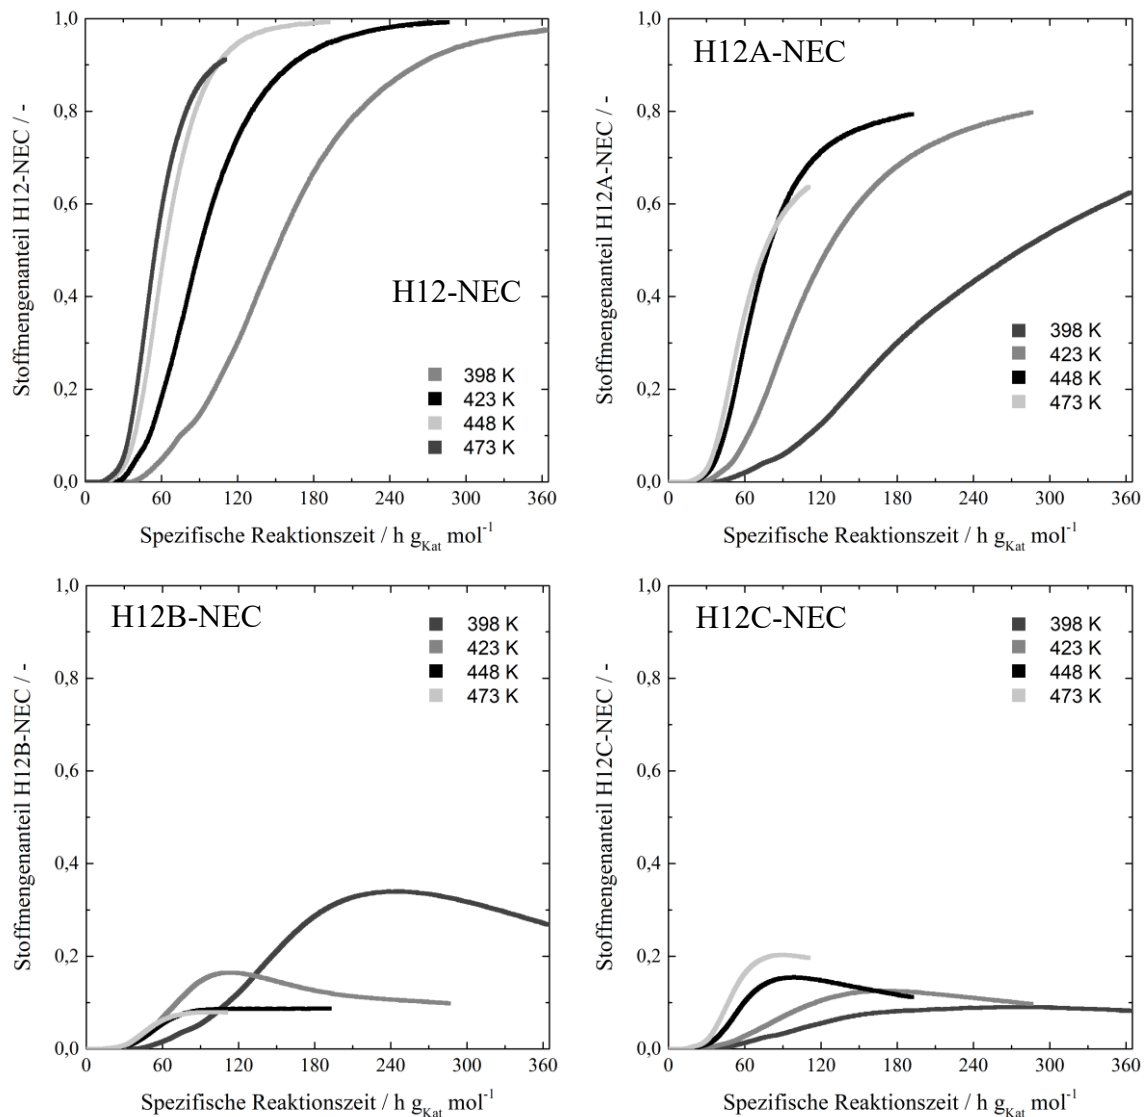 1,0
0,8
0,6
0,4
0,2
0,0
Stoffmengenanteil H12-NEC / -
H12-NEC
398 K
423 K
448 K
473 K
0 60 120 180 240 300 360
Spezifische Reaktionszeit / h g_Kat mol⁻¹
1,0
0,8
0,6
0,4
0,2
0,0
Stoffmengenanteil H12A-NEC / -
H12A-NEC
398 K
423 K
448 K
473 K
0 60 120 180 240 300 360
Spezifische Reaktionszeit / h g_Kat mol⁻¹
1,0
0,8
0,6
0,4
0,2
0,0
Stoffmengenanteil H12B-NEC / -
H12B-NEC
398 K
423 K
448 K
473 K
0 60 120 180 240 300 360
Spezifische Reaktionszeit / h g_Kat mol⁻¹
1,0
0,8
0,6
0,4
0,2
0,0
Stoffmengenanteil H12C-NEC / -
H12C-NEC
398 K
423 K
448 K
473 K
0 60 120 180 240 300 360
Spezifische Reaktionszeit / h g_Kat mol⁻¹